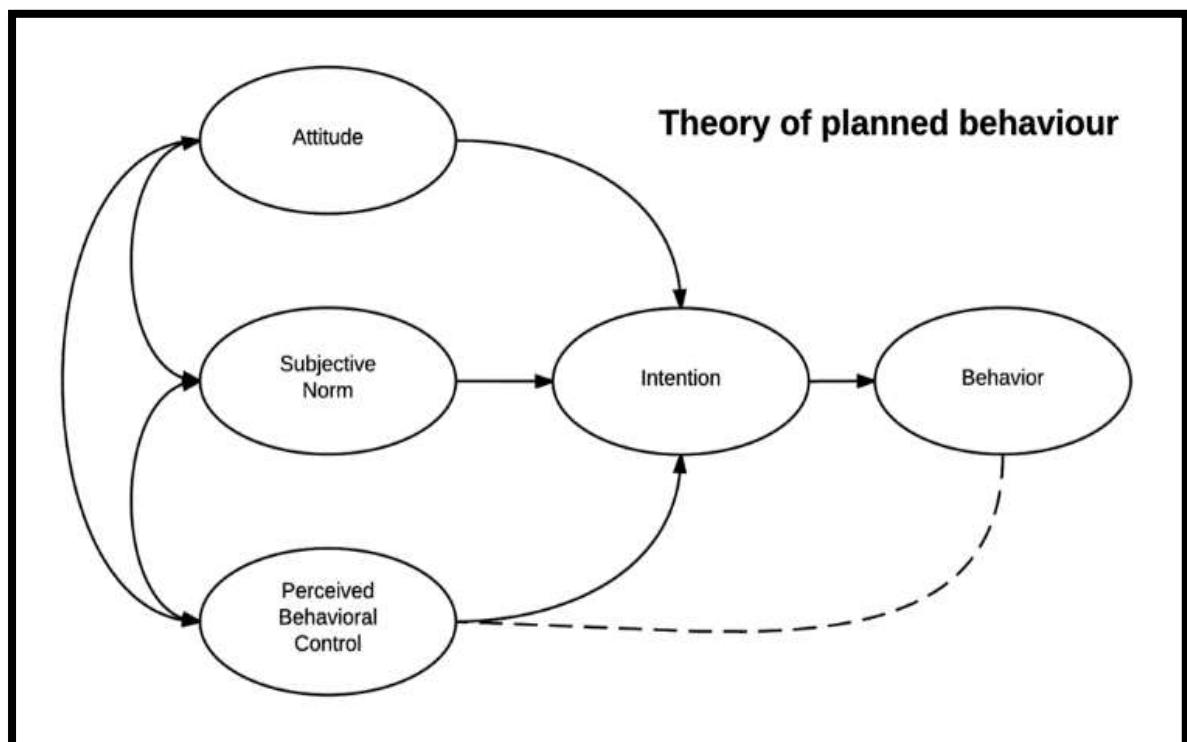 Theory of planned behaviour
Attitude
Subjective
Norm
Intention
Behavior
Perceived
Behavioral
Control